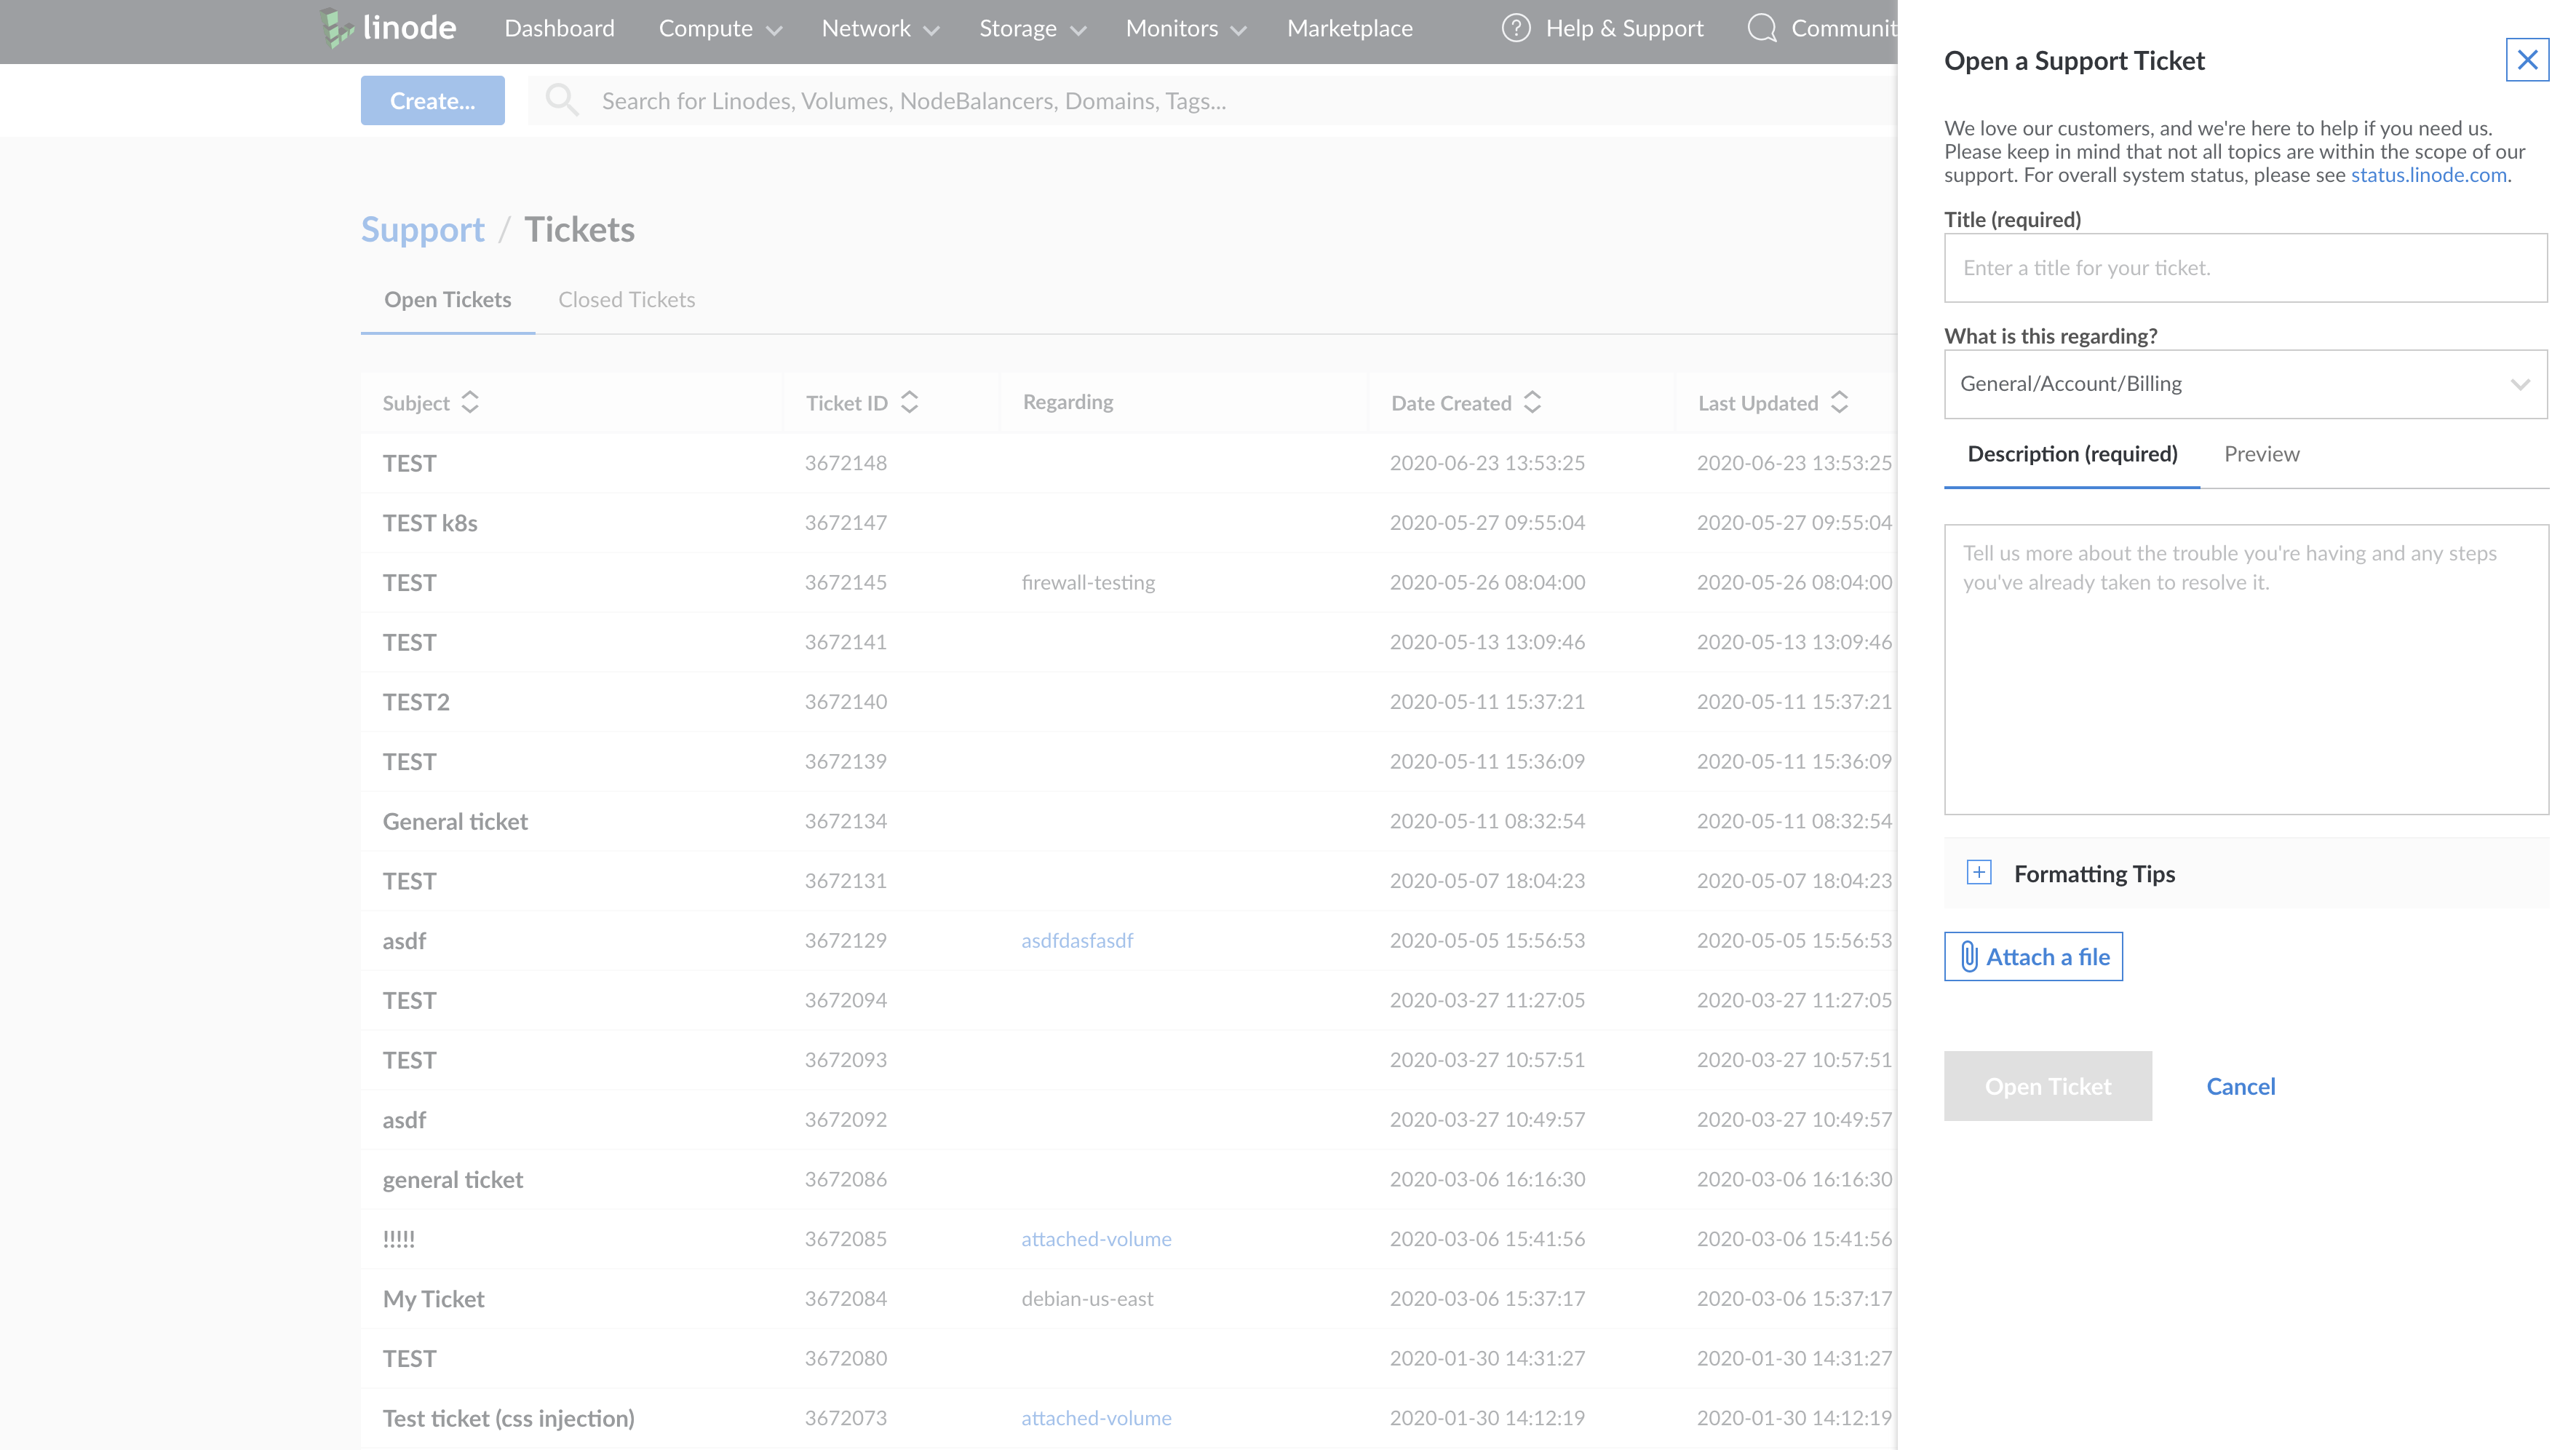 linode Dashboard Compute Network Storage Monitors Marketplace Help & Support Communit
Create... Search for Linodes, Volumes, NodeBalancers, Domains, Tags...
Support / Tickets
Open Tickets Closed Tickets
Subject Ticket ID Regarding Date Created Last Updated
TEST 3672148 2020-06-23 13:53:25 2020-06-23 13:53:25
TEST k8s 3672147 2020-05-27 09:55:04 2020-05-27 09:55:04
TEST 3672145 firewall-testing 2020-05-26 08:04:00 2020-05-26 08:04:00
TEST 3672141 2020-05-13 13:09:46 2020-05-13 13:09:46
TEST2 3672140 2020-05-11 15:37:21 2020-05-11 15:37:21
TEST 3672139 2020-05-11 15:36:09 2020-05-11 15:36:09
General ticket 3672134 2020-05-11 08:32:54 2020-05-11 08:32:54
TEST 3672131 2020-05-07 18:04:23 2020-05-07 18:04:23
asdf 3672129 asdfdasfasdf 2020-05-05 15:56:53 2020-05-05 15:56:53
TEST 3672094 2020-03-27 11:27:05 2020-03-27 11:27:05
TEST 3672093 2020-03-27 10:57:51 2020-03-27 10:57:51
asdf 3672092 2020-03-27 10:49:57 2020-03-27 10:49:57
general ticket 3672086 2020-03-06 16:16:30 2020-03-06 16:16:30
!!!!! 3672085 attached-volume 2020-03-06 15:41:56 2020-03-06 15:41:56
My Ticket 3672084 debian-us-east 2020-03-06 15:37:17 2020-03-06 15:37:17
TEST 3672080 2020-01-30 14:31:27 2020-01-30 14:31:27
Test ticket (css injection) 3672073 attached-volume 2020-01-30 14:12:19 2020-01-30 14:12:19
Open a Support Ticket
We love our customers, and we're here to help if you need us.
Please keep in mind that not all topics are within the scope of our
support. For overall system status, please see status.linode.com.
Title (required)
Enter a title for your ticket.
What is this regarding?
General/Account/Billing
Description (required) Preview
Tell us more about the trouble you're having and any steps
you've already taken to resolve it.
Formatting Tips
Attach a file
Open Ticket Cancel